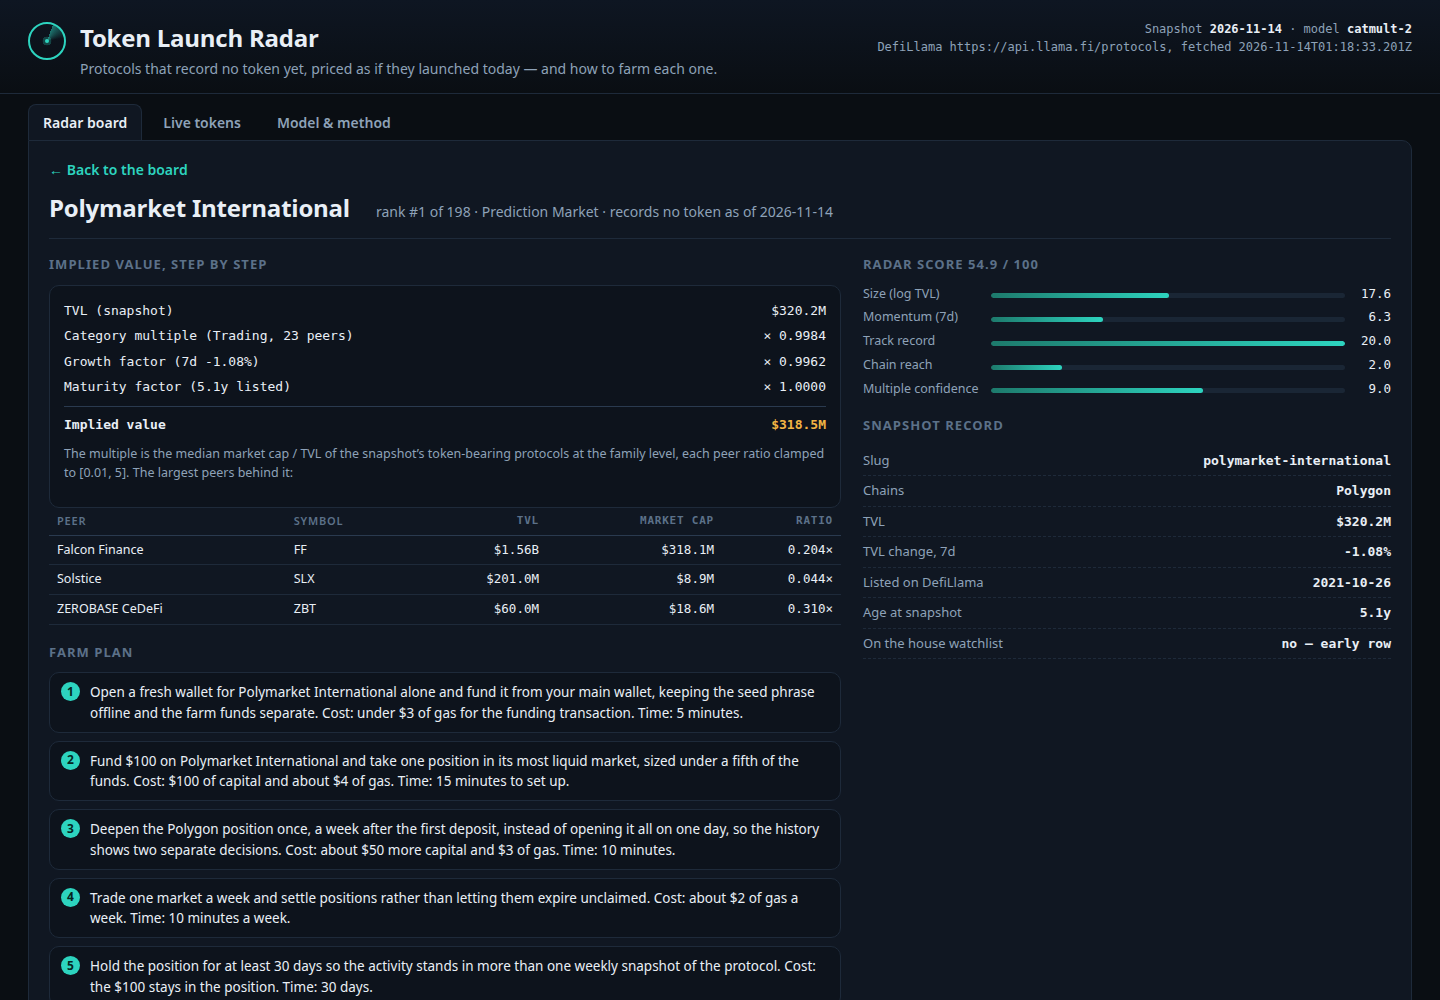 Token Launch Radar
Protocols that record no token yet, priced as if they launched today — and how to farm each one.
Snapshot 2026-11-14 · model catmult-2
DefiLlama https://api.llama.fi/protocols, fetched 2026-11-14T01:18:33.201Z
Radar board Live tokens Model & method
← Back to the board
Polymarket International rank #1 of 198 · Prediction Market · records no token as of 2026-11-14
IMPLIED VALUE, STEP BY STEP
TVL (snapshot) $320.2M
Category multiple (Trading, 23 peers) × 0.9984
Growth factor (7d -1.08%) × 0.9962
Maturity factor (5.1y listed) × 1.0000
Implied value $318.5M
The multiple is the median market cap / TVL of the snapshot's token-bearing protocols at the family level, each peer ratio clamped
to [0.01, 5]. The largest peers behind it:
PEER SYMBOL TVL MARKET CAP RATIO
Falcon Finance FF $1.56B $318.1M 0.204×
Solstice SLX $201.0M $8.9M 0.044×
ZEROBASE CeDeFi ZBT $60.0M $18.6M 0.310×
FARM PLAN
1 Open a fresh wallet for Polymarket International alone and fund it from your main wallet, keeping the seed phrase
offline and the farm funds separate. Cost: under $3 of gas for the funding transaction. Time: 5 minutes.
2 Fund $100 on Polymarket International and take one position in its most liquid market, sized under a fifth of the
funds. Cost: $100 of capital and about $4 of gas. Time: 15 minutes to set up.
3 Deepen the Polygon position once, a week after the first deposit, instead of opening it all on one day, so the history
shows two separate decisions. Cost: about $50 more capital and $3 of gas. Time: 10 minutes.
4 Trade one market a week and settle positions rather than letting them expire unclaimed. Cost: about $2 of gas a
week. Time: 10 minutes a week.
5 Hold the position for at least 30 days so the activity stands in more than one weekly snapshot of the protocol. Cost:
the $100 stays in the position. Time: 30 days.
RADAR SCORE 54.9 / 100
Size (log TVL) 17.6
Momentum (7d) 6.3
Track record 20.0
Chain reach 2.0
Multiple confidence 9.0
SNAPSHOT RECORD
Slug polymarket-international
Chains Polygon
TVL $320.2M
TVL change, 7d -1.08%
Listed on DefiLlama 2021-10-26
Age at snapshot 5.1y
On the house watchlist no — early row